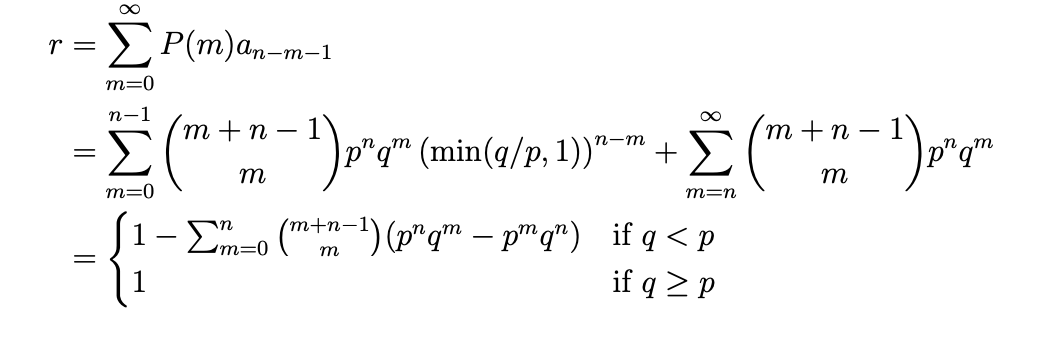 r = \sum_{m=0}^{\infty} P(m) a_{n-m-1}
= \sum_{m=0}^{n-1} \binom{m+n-1}{m} p^n q^m (\min(q/p, 1))^{n-m} + \sum_{m=n}^{\infty} \binom{m+n-1}{m} p^n q^m
= \begin{cases} 1 - \sum_{m=0}^{n} \binom{m+n-1}{m} (p^n q^m - p^m q^n) & \text{if } q < p \\ 1 & \text{if } q \geq p \end{cases}